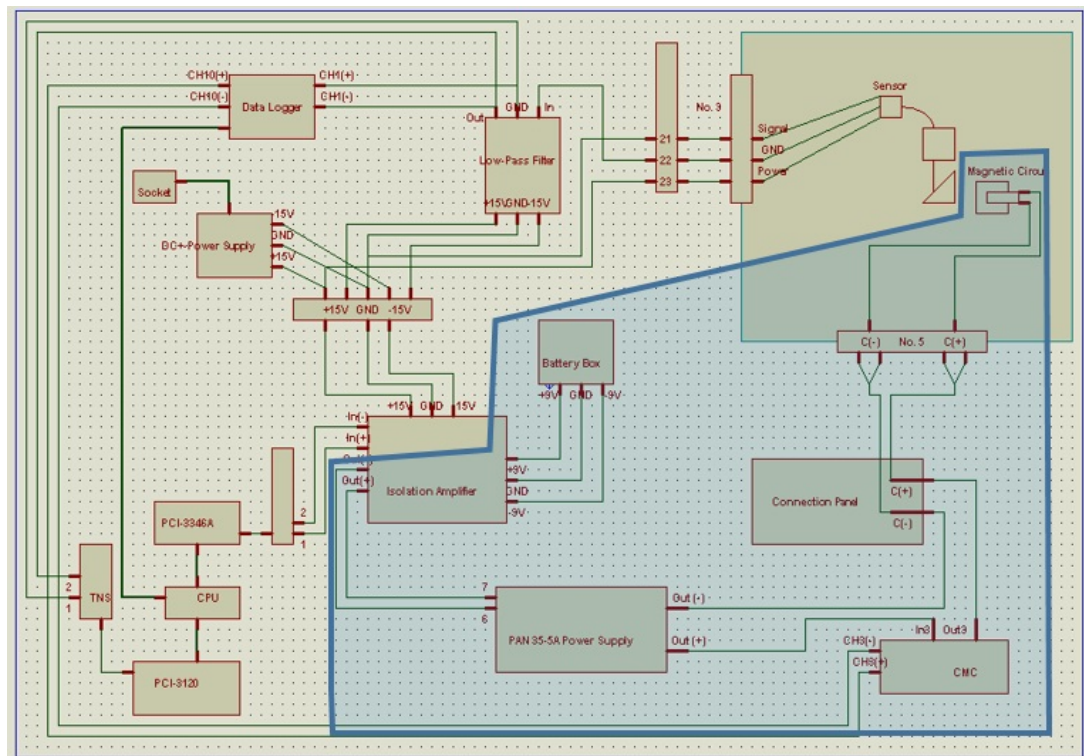 CH10(+) CH1(+)
CH10(-) CH1(-)
Data Logger
Out GND In
Low-Pass Filter
+15V GND -15V
Socket
-15V
GND
+15V
DC+-Power Supply
+15V GND -15V
21
22
23
No. 3
Signal
GND
Power
Sensor
Magnetic Circu
C(-) No. 5 C(+)
Battery Box
+9V GND -9V
+15V GND 15V
In(-)
In(+)
Out(-)
Out(+)
Isolation Amplifier
+9V
GND
-9V
Connection Panel
C(+)
C(-)
PCI-3346A
2
1
TNS
2
1
CPU
PCI-3120
7
6
PAN 35-5A Power Supply
Out (-)
Out (+)
In3 Out3
CH3(-)
CH3(+)
CMC